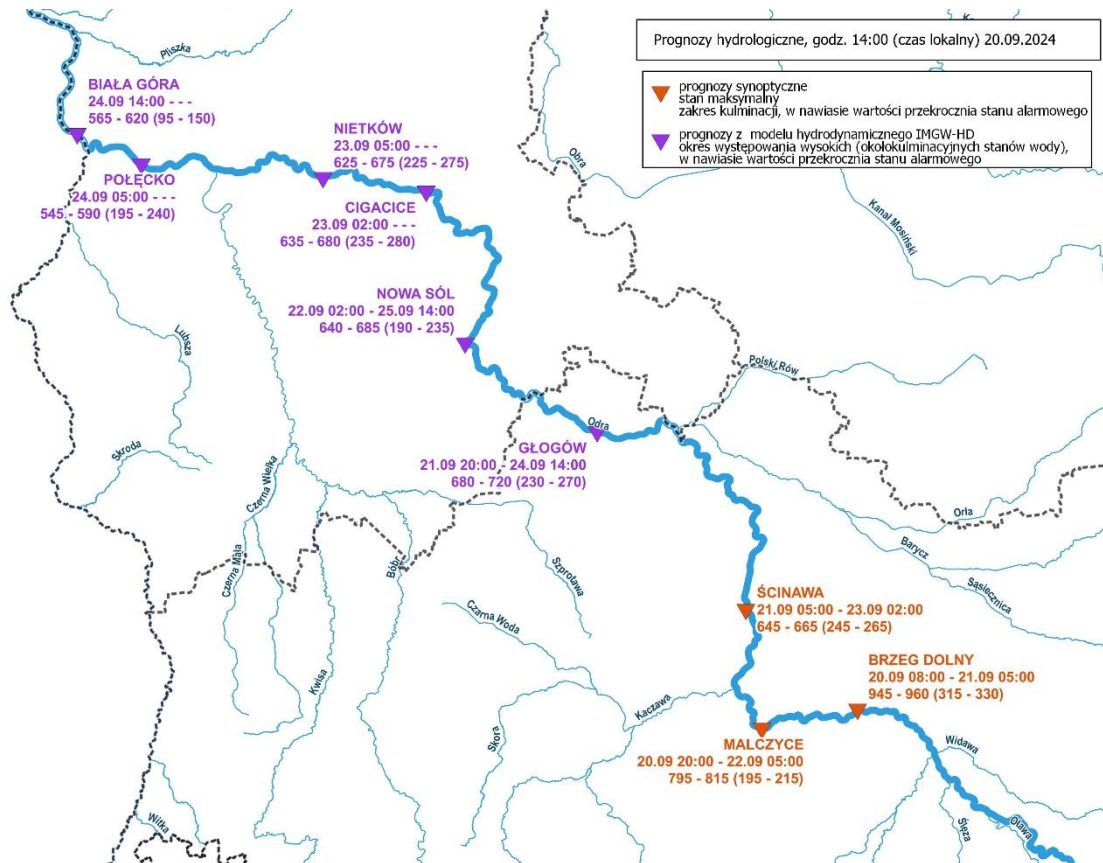 Prognozy hydrologiczne, godz. 14:00 (czas lokalny) 20.09.2024
prognozy synoptyczne
stan maksymalny
zakres kulminacji, w nawiasie wartości przekrocznia stanu alarmowego
prognozy z modelu hydrodynamicznego IMGW-HD
okres występowania wysokich (okołokulminacyjnych stanów wody),
w nawiasie wartości przekrocznia stanu alarmowego
Pliszka
BIAŁA GÓRA
24.09 14:00 - - -
565 - 620 (95 - 150)
NIETKÓW
23.09 05:00 - - -
625 - 675 (225 - 275)
Obra
POŁĘCKO
24.09 05:00 - - -
545 - 590 (195 - 240)
CIGACICE
23.09 02:00 - - -
635 - 680 (235 - 280)
Kanał Mosiński
NOWA SÓL
22.09 02:00 - 25.09 14:00
640 - 685 (190 - 235)
Lubsza
Polski Rów
Odra
GŁOGÓW
21.09 20:00 - 24.09 14:00
680 - 720 (230 - 270)
Skroda
Czerna Wielka
Orla
Barycz
Czerna Mała
Bóbr
Szprotawa
Sąsiecznica
ŚCINAWA
21.09 05:00 - 23.09 02:00
645 - 665 (245 - 265)
Czarna Woda
BRZEG DOLNY
20.09 08:00 - 21.09 05:00
945 - 960 (315 - 330)
Kwisa
Kaczawa
Skora
MALCZYCE
20.09 20:00 - 22.09 05:00
795 - 815 (195 - 215)
Widawa
Witka
Ślęza
Oława